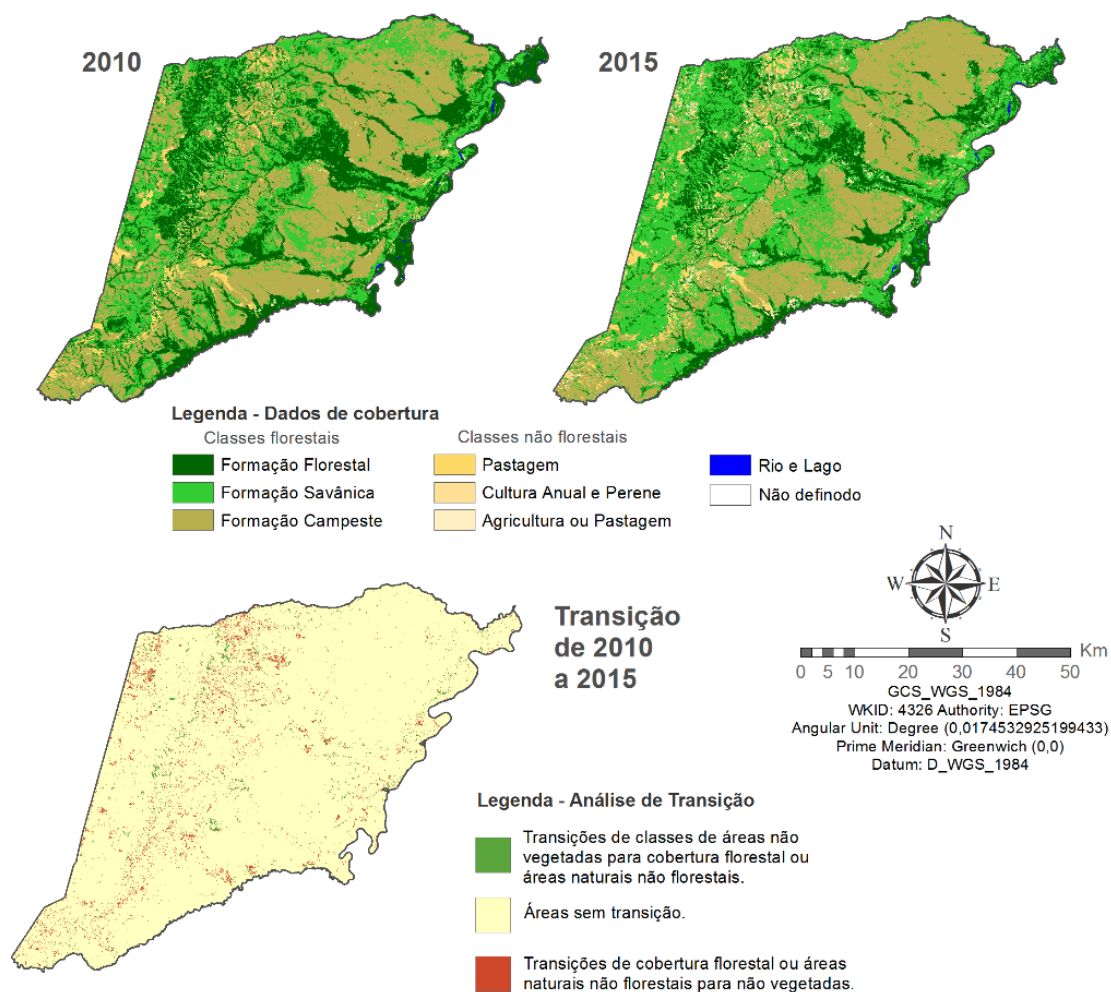 2010
2015
Legenda - Dados de cobertura
Classes florestais
Classes não florestais
Formação Florestal
Pastagem
Rio e Lago
Formação Savânica
Cultura Anual e Perene
Não definodo
Formação Campeste
Agricultura ou Pastagem
N
W
E
S
Transição
de 2010
a 2015
Km
0 5 10 20 30 40 50
GCS_WGS_1984
WKID: 4326 Authority: EPSG
Angular Unit: Degree (0,0174532925199433)
Prime Meridian: Greenwich (0,0)
Datum: D_WGS_1984
Legenda - Análise de Transição
Transições de classes de áreas não
vegetadas para cobertura florestal ou
áreas naturais não florestais.
Áreas sem transição.
Transições de cobertura florestal ou áreas
naturais não florestais para não vegetadas.